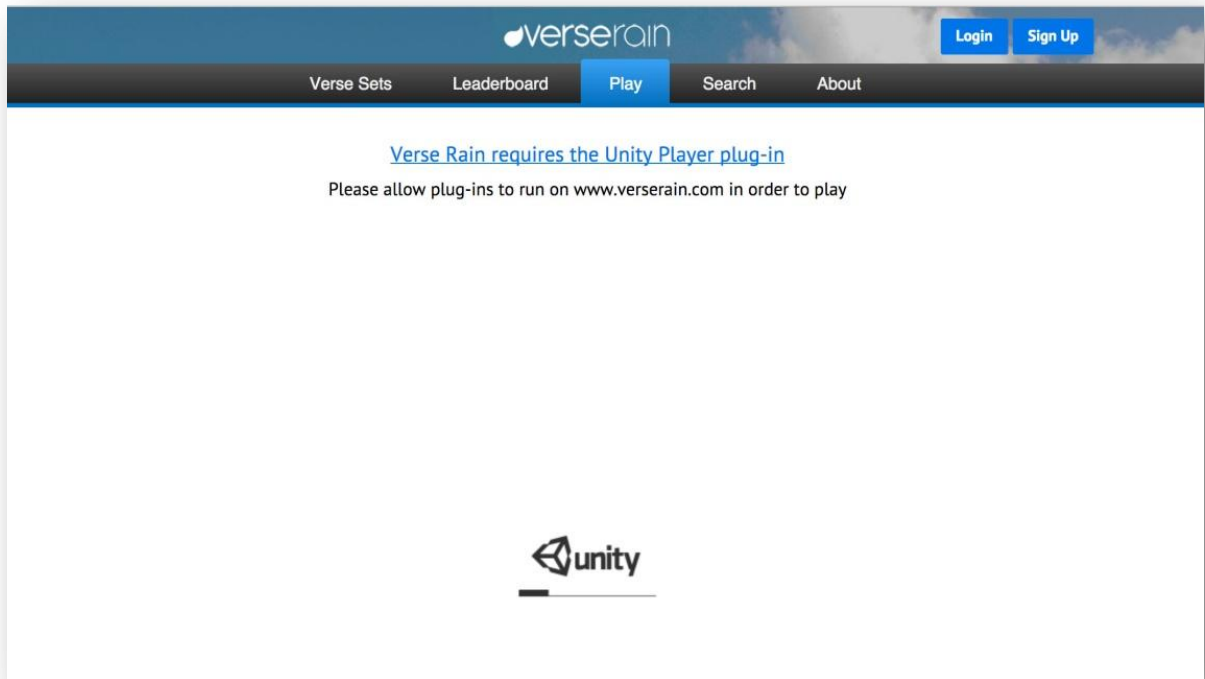 verserain
Login Sign Up
Verse Sets Leaderboard Play Search About
Verse Rain requires the Unity Player plug-in
Please allow plug-ins to run on www.verserain.com in order to play
unity